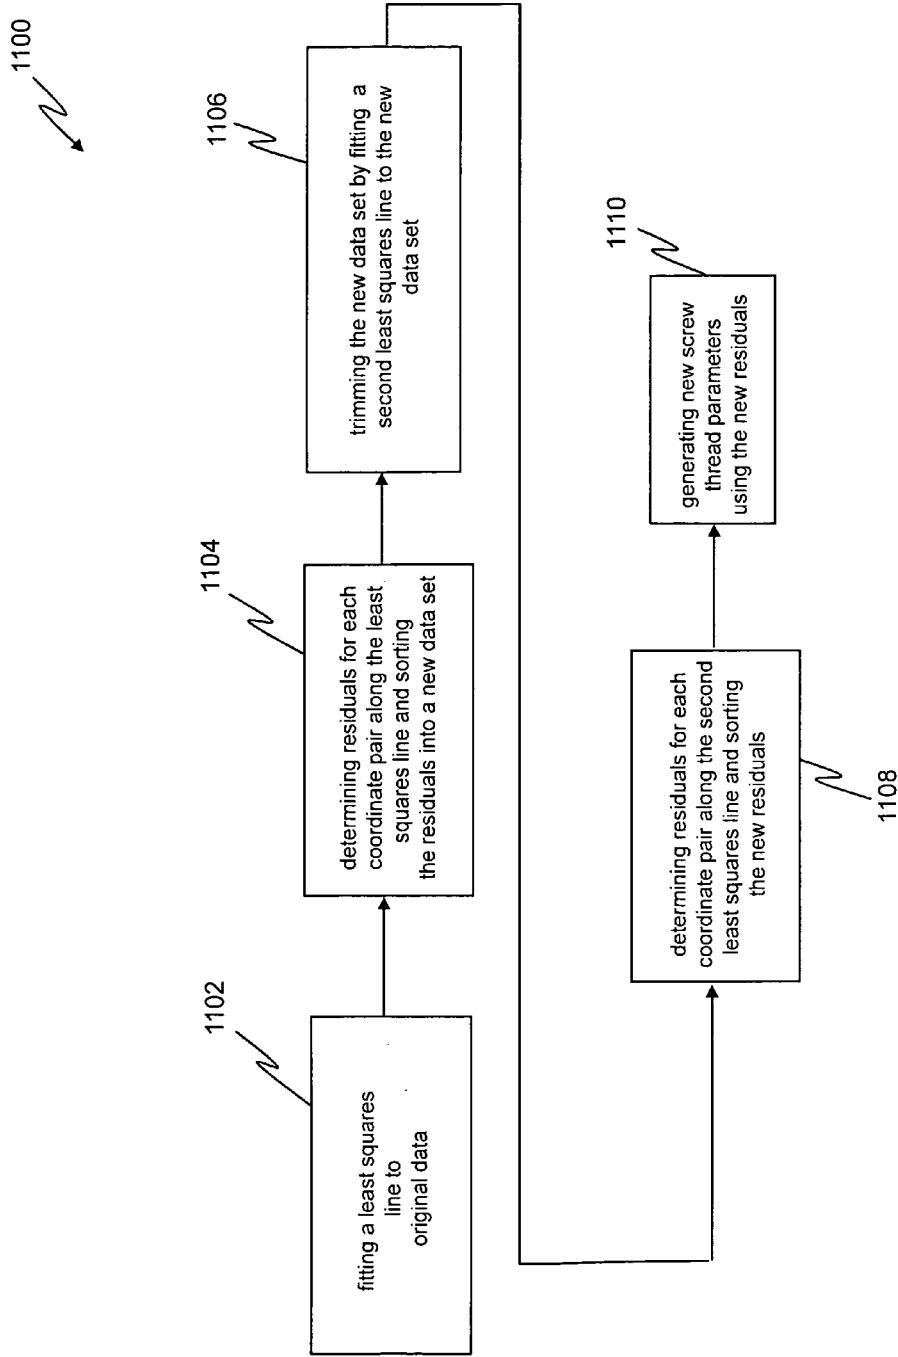 1100
1102
fitting a least squares
line to
original data
1104
determining residuals for each
coordinate pair along the least
squares line and sorting
the residuals into a new data set
1106
trimming the new data set by fitting a
second least squares line to the new
data set
1108
determining residuals for each
coordinate pair along the second
least squares line and sorting
the new residuals
1110
generating new screw
thread parameters
using the new residuals